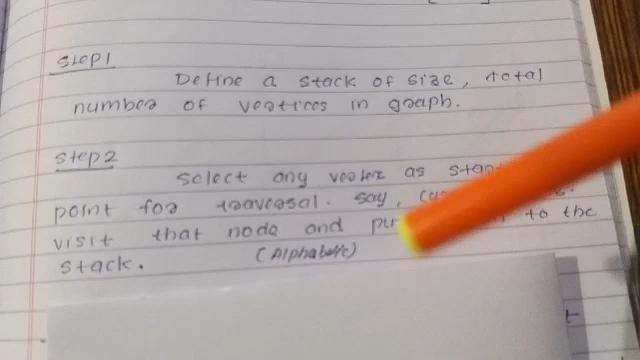 Step1
Define a stack of size, total
number of vertices in graph.
Step2
Select any vertex as
point for traversal. Say,
visit that node and to the
stack. (Alphabetic)